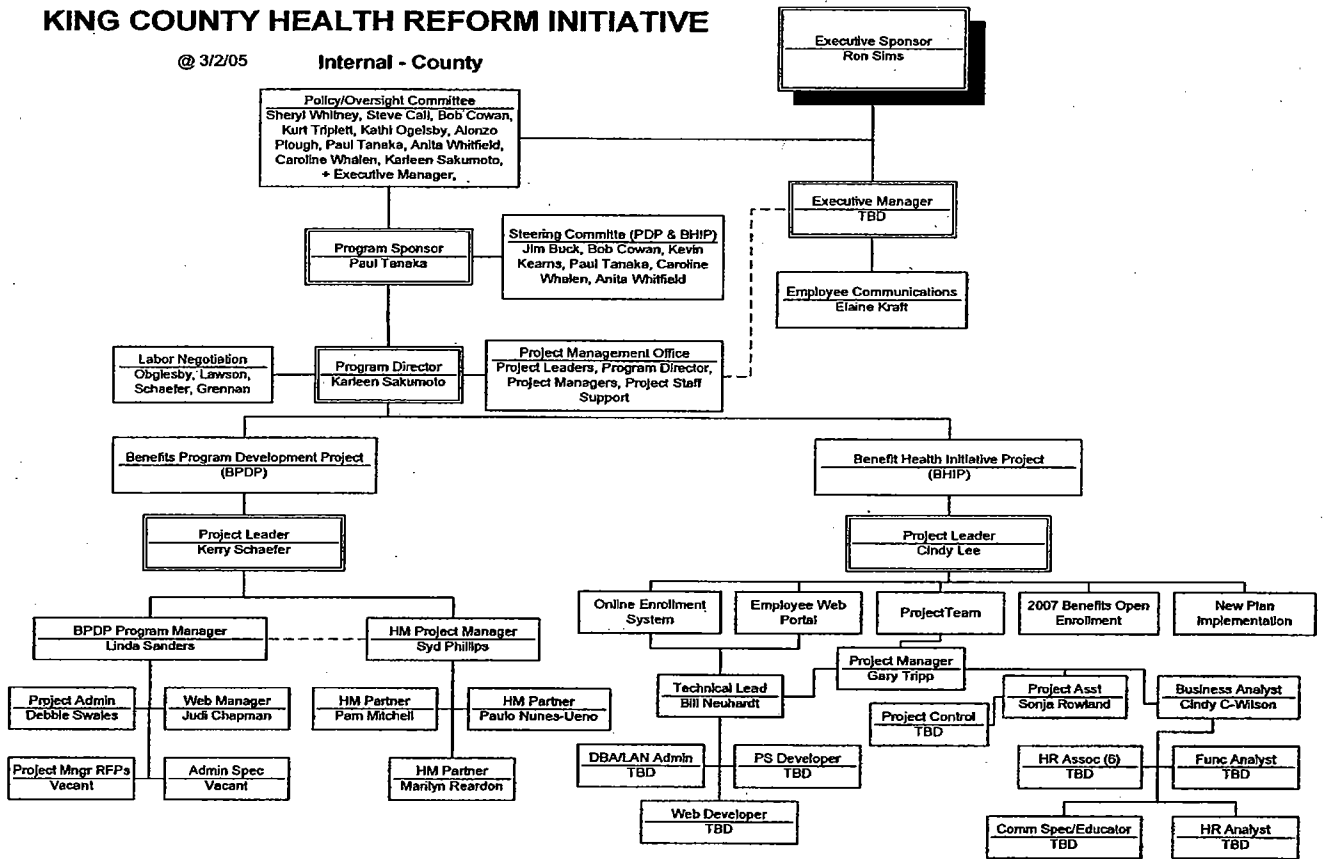 KING COUNTY HEALTH REFORM INITIATIVE
@ 3/2/05
Internal - County
Executive Sponsor
Ron Sims
Policy/Oversight Committee
Sheryl Whitney, Steve Call, Bob Cowan,
Kurt Triplett, Kathi Ogelsby, Alonzo
Plough, Paul Tanaka, Anita Whitfield,
Caroline Whalen, Karleen Sakumoto,
+ Executive Manager,
Executive Manager
TBD
Program Sponsor
Paul Tanaka
Steering Committe (PDP & BHIP)
Jim Buck, Bob Cowan, Kevin
Kearns, Paul Tanaka, Caroline
Whalen, Anita Whitfield
Employee Communications
Elaine Kraft
Labor Negotiation
Obglesby, Lawson,
Schaefer, Grennan
Program Director
Karleen Sakumoto
Project Management Office
Project Leaders, Program Director,
Project Managers, Project Staff
Support
Benefits Program Development Project
(BPDP)
Benefit Health Initiative Project
(BHIP)
Project Leader
Kerry Schaefer
Project Leader
Cindy Lee
Online Enrollment
System
Employee Web
Portal
ProjectTeam
2007 Benefits Open
Enrollment
New Plan
Implementation
BPDP Program Manager
Linda Sanders
HM Project Manager
Syd Phillips
Project Manager
Gary Tripp
Project Admin
Debbie Swales
Web Manager
Judi Chapman
HM Partner
Pam Mitchell
HM Partner
Paulo Nunes-Ueno
Technical Lead
Bill Neuhardt
Project Control
TBD
Project Asst
Sonja Rowland
Business Analyst
Cindy C-Wilson
Project Mngr RFPs
Vacant
Admin Spec
Vacant
HM Partner
Marilyn Reardon
DBA/LAN Admin
TBD
PS Developer
TBD
HR Assoc (6)
TBD
Func Analyst
TBD
Web Developer
TBD
Comm Spec/Educator
TBD
HR Analyst
TBD